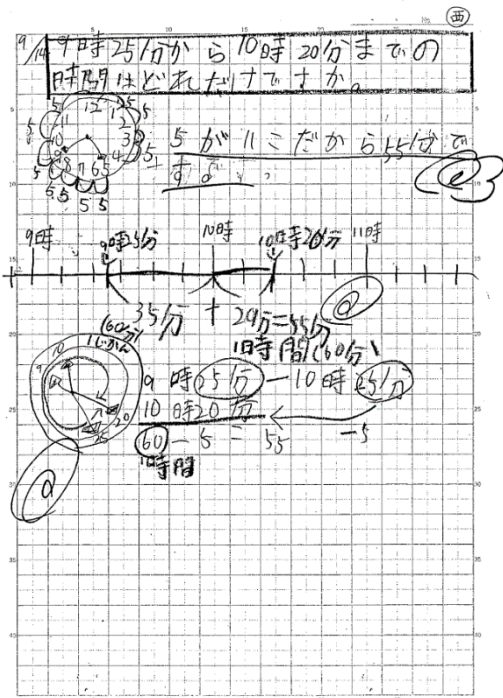 西
9/14
9時25分から10時20分までの
時間はどれだけですか。
5が11こだから55分で
す。
9時
9時25分
10時
10時20分
11時
35分 + 20分=55分
1時間(60分)
(60分)
1じかん
9時25分 — 10時25分
10時20分
-5
60-5=55
1時間